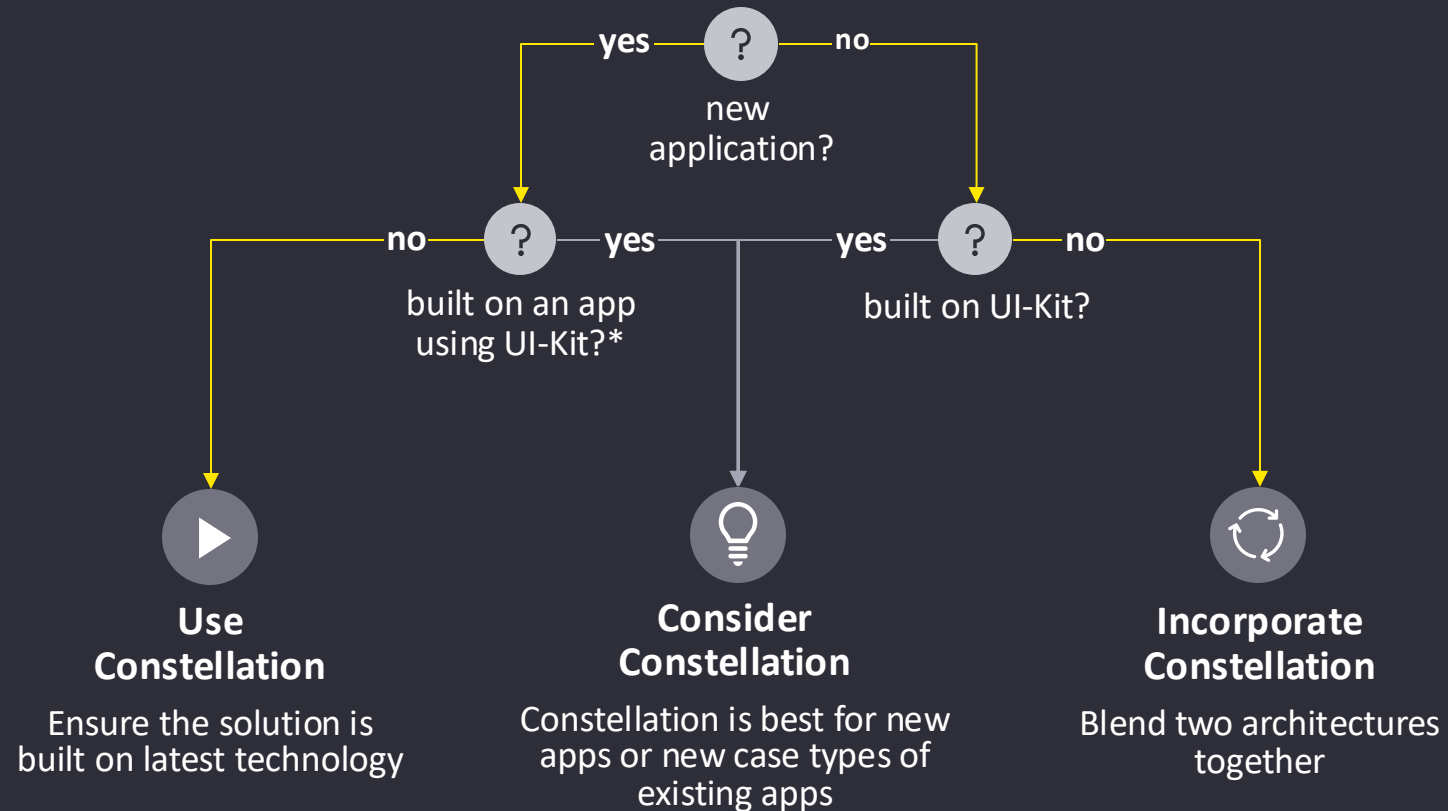 yes
?
no
new
application?
no
?
yes
yes
?
no
built on an app
using UI-Kit?*
built on UI-Kit?
Use
Constellation
Ensure the solution is
built on latest technology
Consider
Constellation
Constellation is best for new
apps or new case types of
existing apps
Incorporate
Constellation
Blend two architectures
together